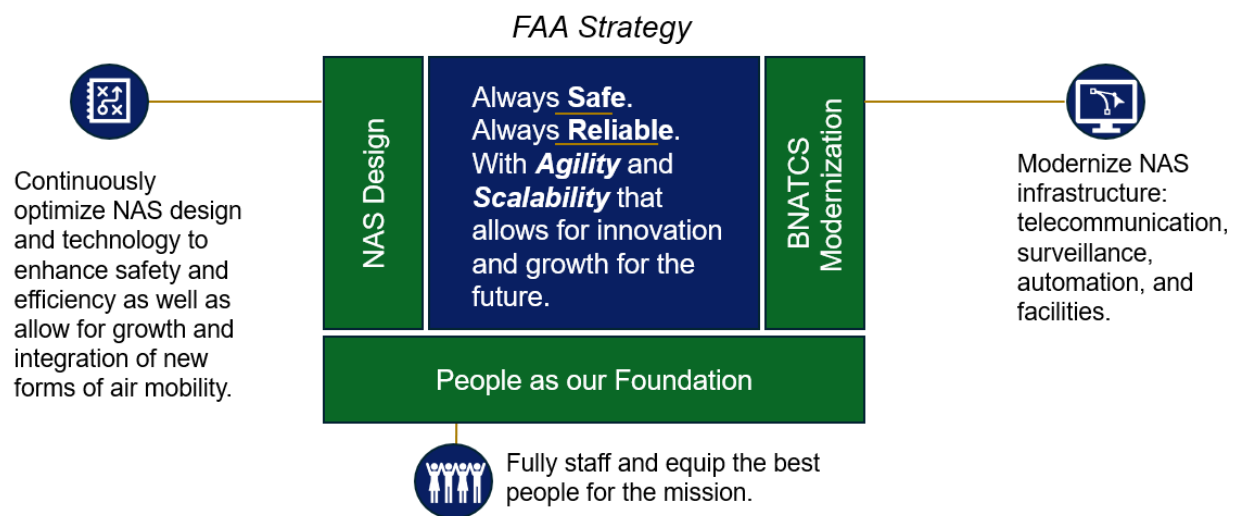 FAA Strategy
Continuously
optimize NAS design
and technology to
enhance safety and
efficiency as well as
allow for growth and
integration of new
forms of air mobility.
NAS Design
Always Safe.
Always Reliable.
With Agility and
Scalability that
allows for innovation
and growth for the
future.
BNATCS
Modernization
Modernize NAS
infrastructure:
telecommunication,
surveillance,
automation, and
facilities.
People as our Foundation
Fully staff and equip the best
people for the mission.